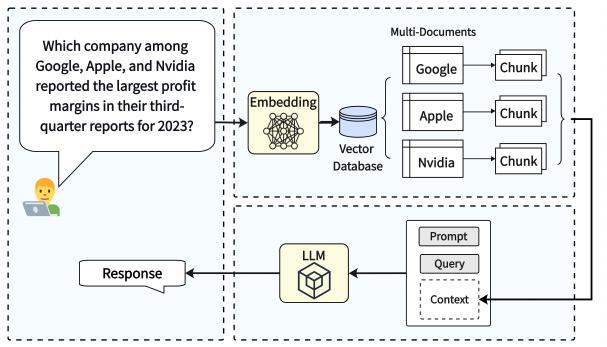 Which company among
Google, Apple, and Nvidia
reported the largest profit
margins in their third-
quarter reports for 2023?
Embedding
Vector
Database
Multi-Documents
Google
Chunk
Apple
Chunk
Nvidia
Chunk
Response
LLM
Prompt
Query
Context